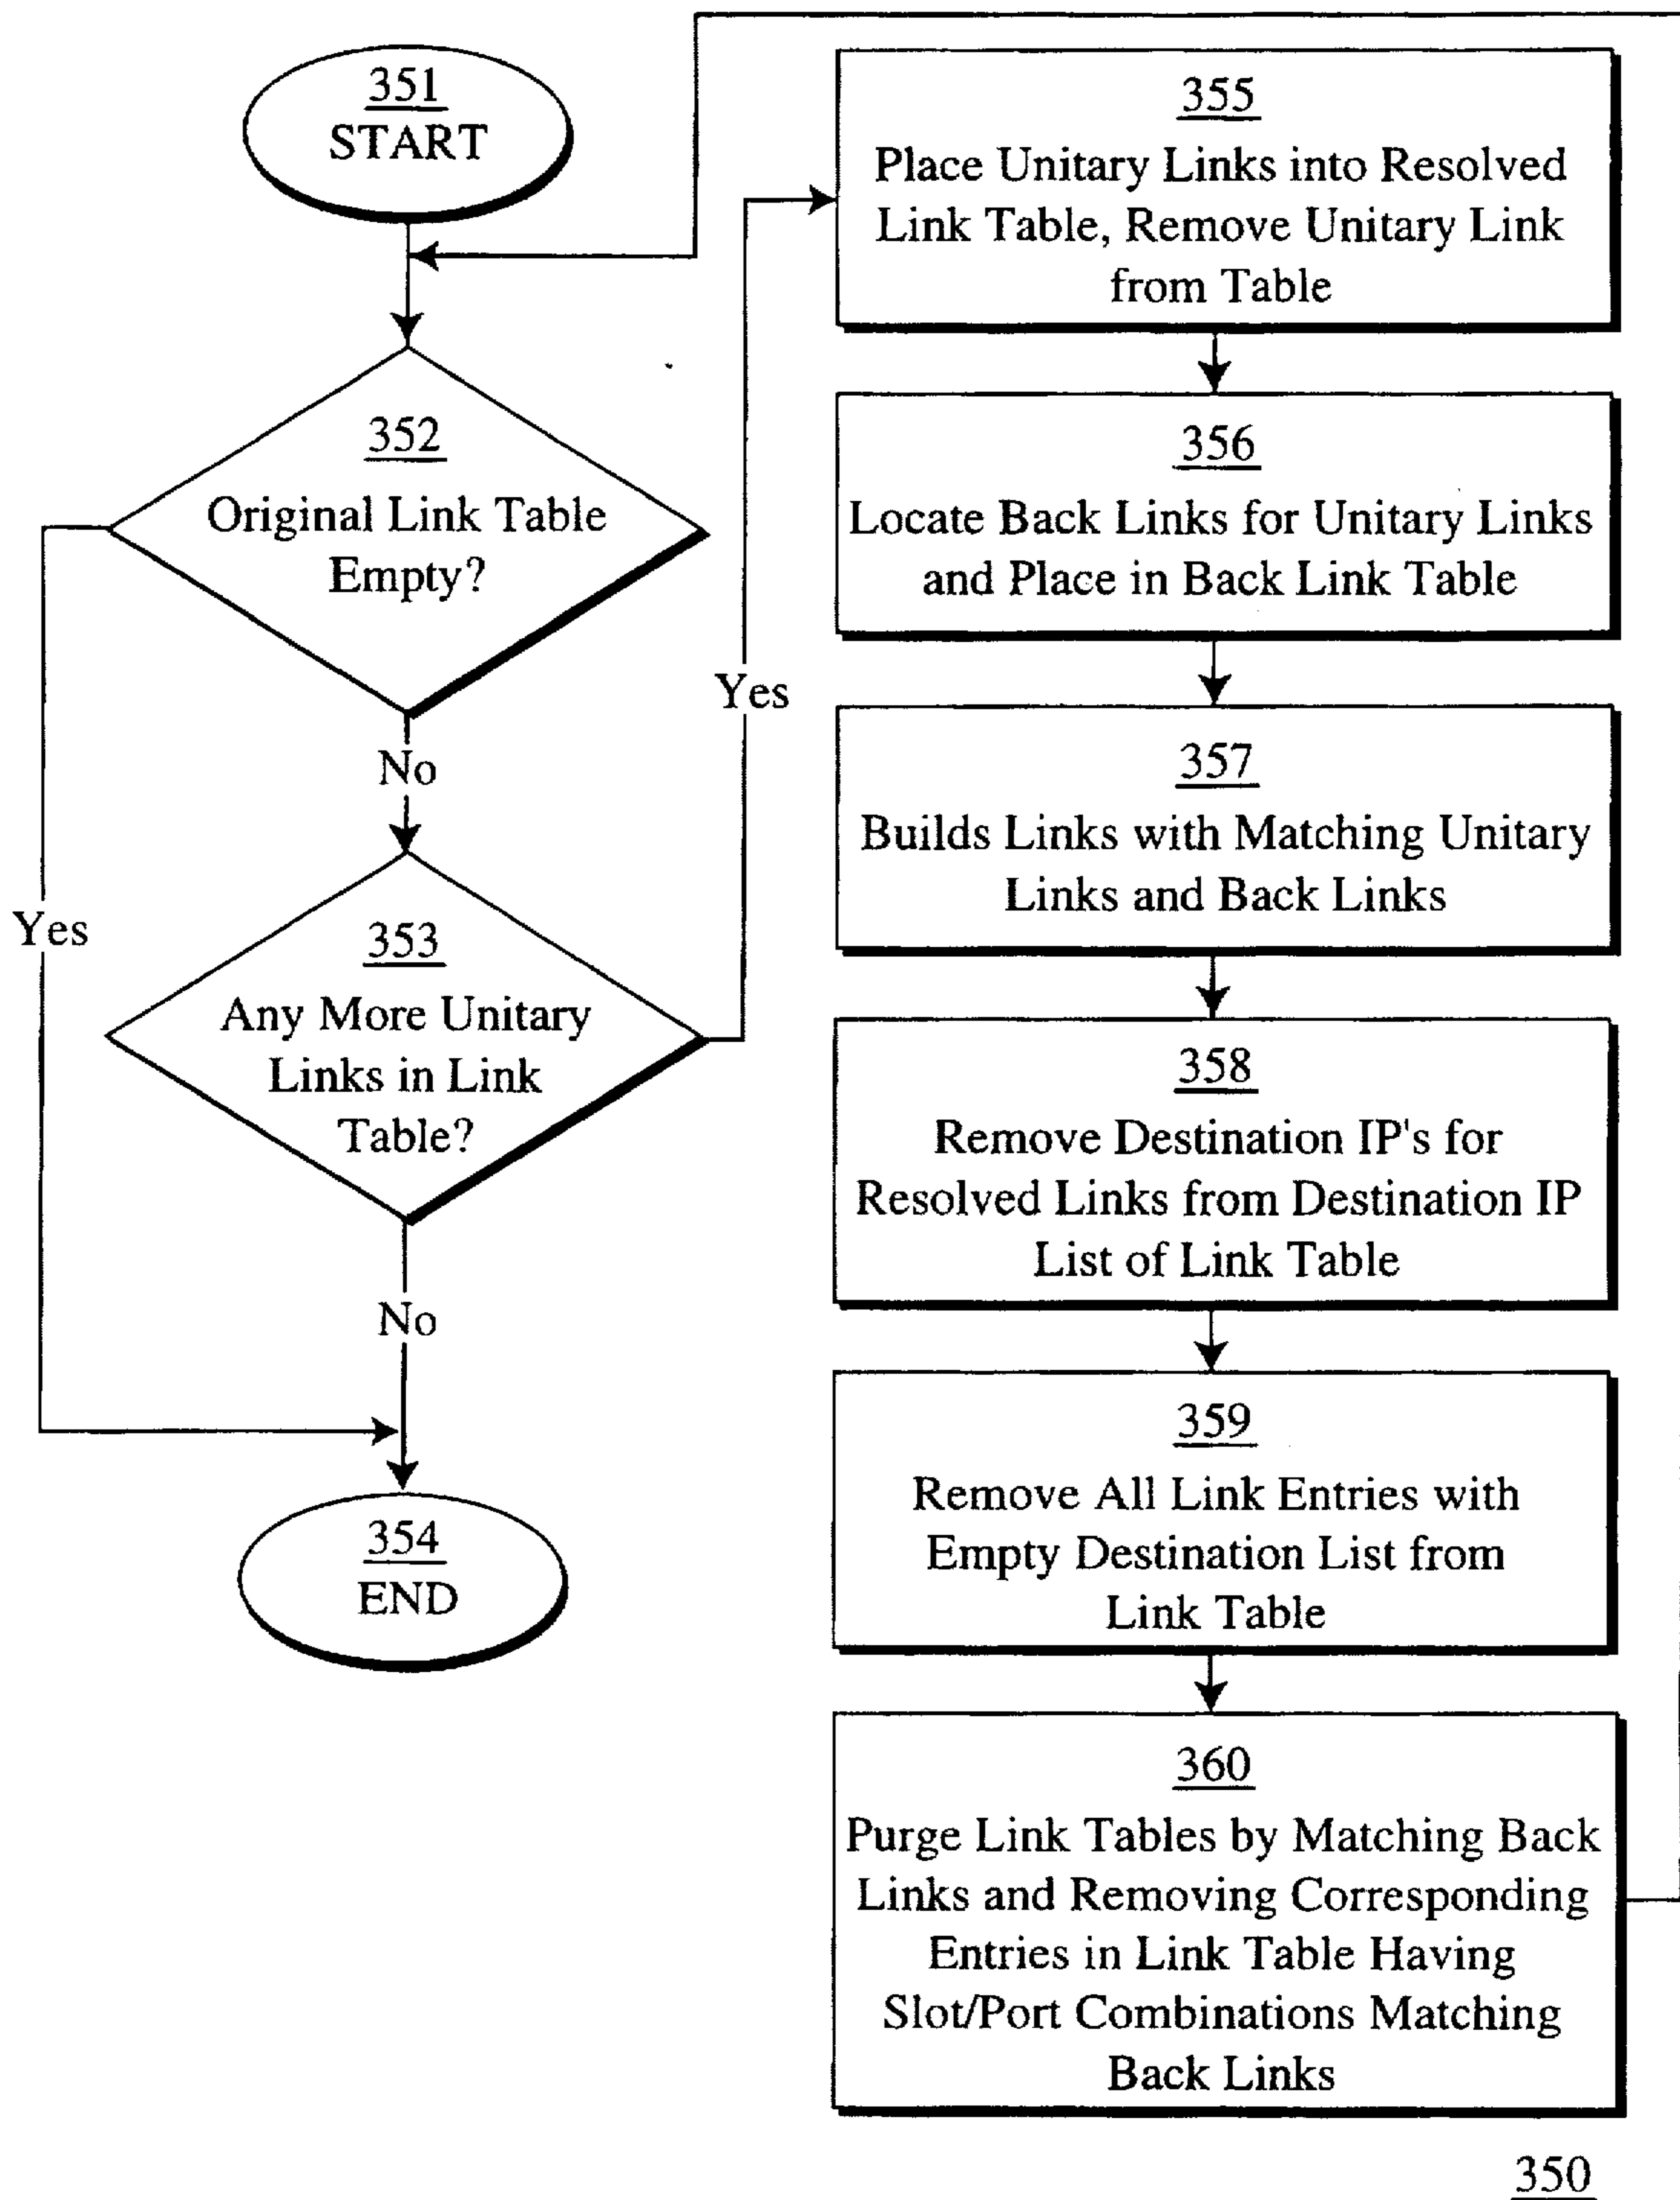 351
START
352
Original Link Table
Empty?
Yes
No
353
Any More Unitary
Links in Link
Table?
Yes
No
354
END
355
Place Unitary Links into Resolved
Link Table, Remove Unitary Link
from Table
356
Locate Back Links for Unitary Links
and Place in Back Link Table
357
Builds Links with Matching Unitary
Links and Back Links
358
Remove Destination IP's for
Resolved Links from Destination IP
List of Link Table
359
Remove All Link Entries with
Empty Destination List from
Link Table
360
Purge Link Tables by Matching Back
Links and Removing Corresponding
Entries in Link Table Having
Slot/Port Combinations Matching
Back Links
350